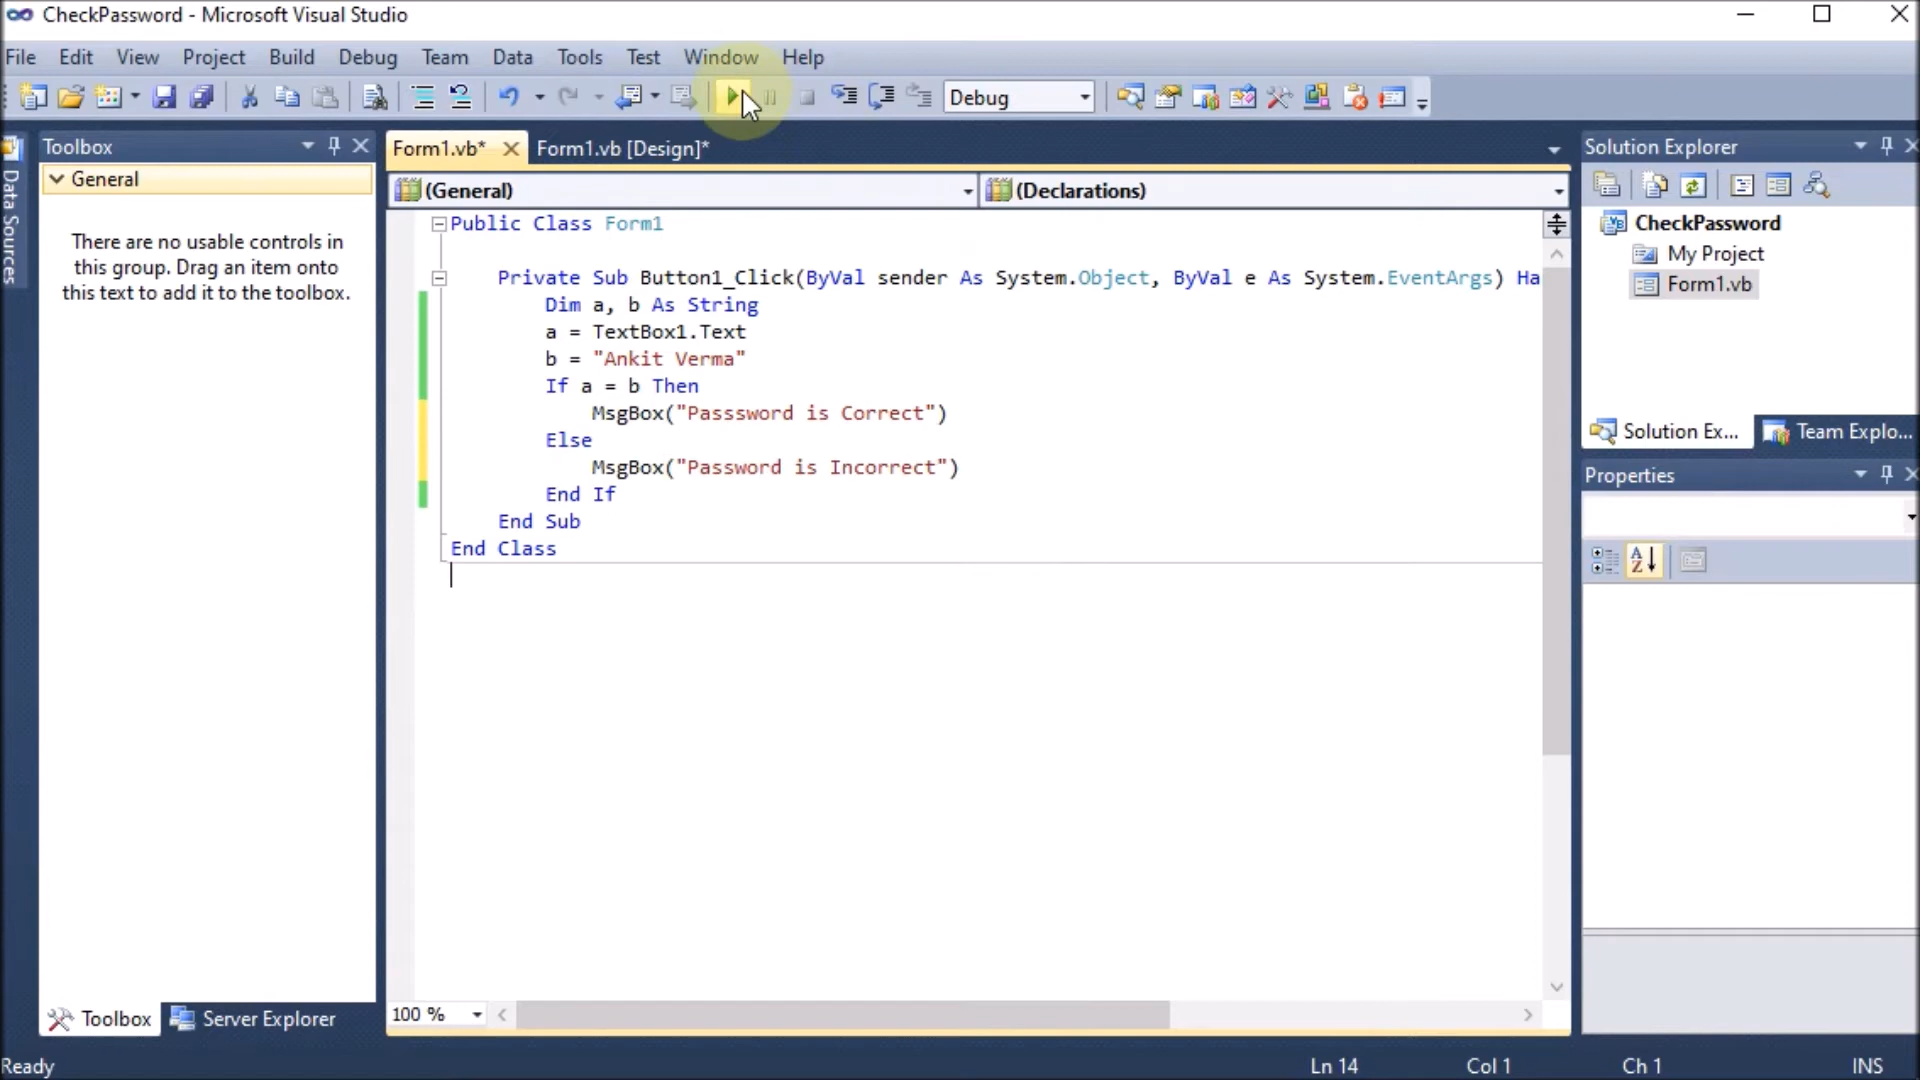 CheckPassword - Microsoft Visual Studio
File Edit View Project Build Debug Team Data Tools Test Window Help
Debug
Data Sources
Toolbox
General
There are no usable controls in
this group. Drag an item onto
this text to add it to the toolbox.
Toolbox Server Explorer
Form1.vb* Form1.vb [Design]*
(General) (Declarations)
Public Class Form1
Private Sub Button1_Click(ByVal sender As System.Object, ByVal e As System.EventArgs) Ha
Dim a, b As String
a = TextBox1.Text
b = "Ankit Verma"
If a = b Then
MsgBox("Passsword is Correct")
Else
MsgBox("Password is Incorrect")
End If
End Sub
End Class
100 %
Solution Explorer
CheckPassword
My Project
Form1.vb
Solution Ex... Team Explo...
Properties
Ready Ln 14 Col 1 Ch 1 INS